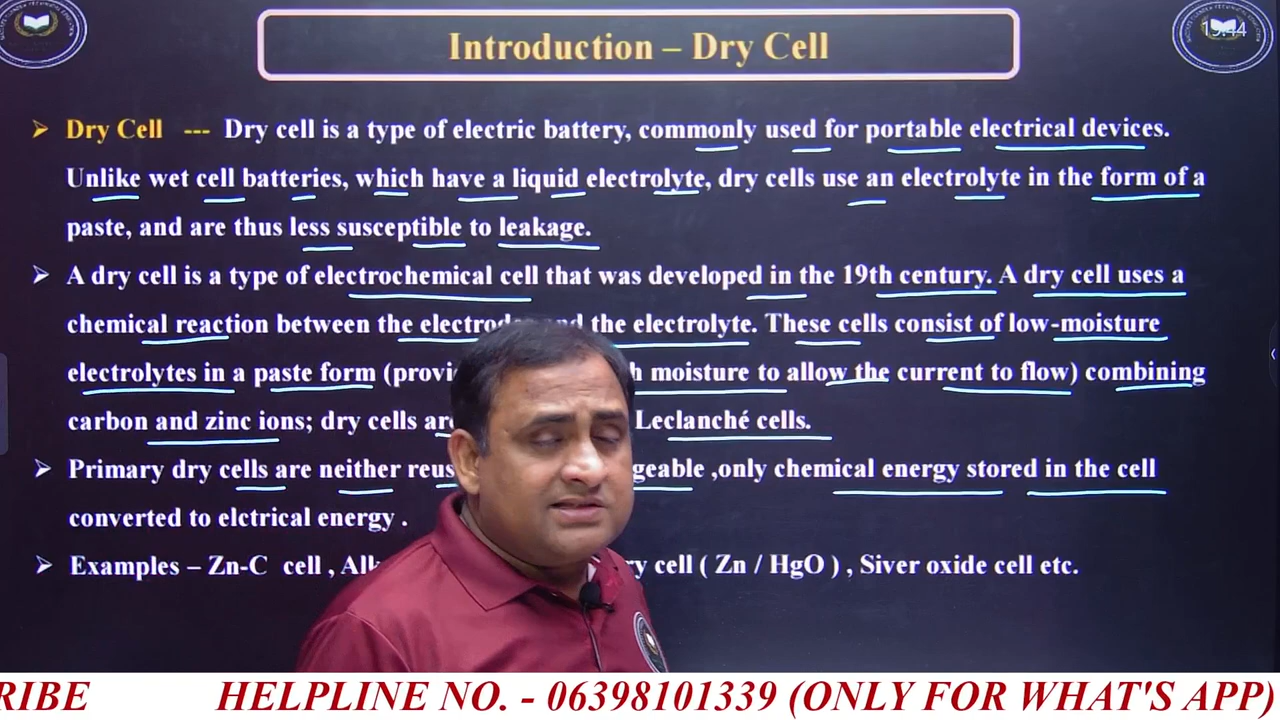 Introduction – Dry Cell
15:44
➢ Dry Cell --- Dry cell is a type of electric battery, commonly used for portable electrical devices.
Unlike wet cell batteries, which have a liquid electrolyte, dry cells use an electrolyte in the form of a
paste, and are thus less susceptible to leakage.
➢ A dry cell is a type of electrochemical cell that was developed in the 19th century. A dry cell uses a
chemical reaction between the the electrolyte. These cells consist of low-moisture
electrolytes in a paste form moisture to allow the current to flow) combining
carbon and zinc ions; dry cells Leclanché cells.
➢ Primary dry cells are neither ,only chemical energy stored in the cell
converted to elctrical energy .
➢ Examples – Zn-C cell , cell ( Zn / HgO ) , Siver oxide cell etc.
RIBE HELPLINE NO. - 06398101339 (ONLY FOR WHAT'S APP)